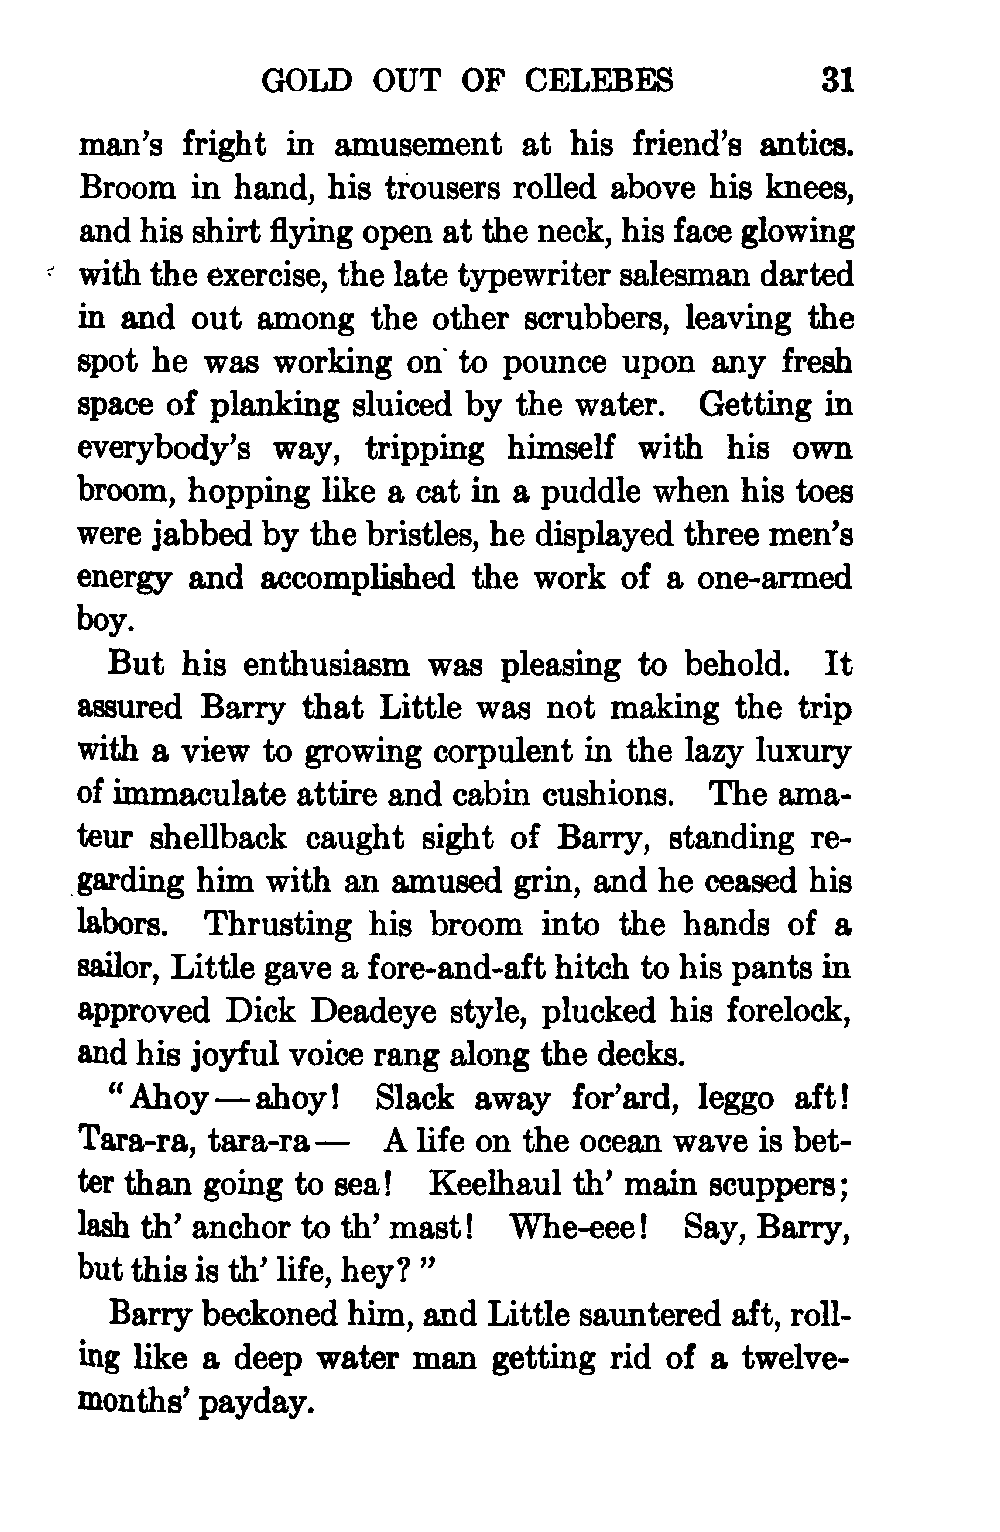 GOLD OUT OF CELEBES 31
man's fright in amusement at his friend's antics.
Broom in hand, his trousers rolled above his knees,
and his shirt flying open at the neck, his face glowing
with the exercise, the late typewriter salesman darted
in and out among the other scrubbers, leaving the
spot he was working on to pounce upon any fresh
space of planking sluiced by the water. Getting in
everybody's way, tripping himself with his own
broom, hopping like a cat in a puddle when his toes
were jabbed by the bristles, he displayed three men's
energy and accomplished the work of a one-armed
boy.
But his enthusiasm was pleasing to behold. It
assured Barry that Little was not making the trip
with a view to growing corpulent in the lazy luxury
of immaculate attire and cabin cushions. The ama-
teur shellback caught sight of Barry, standing re-
garding him with an amused grin, and he ceased his
labors. Thrusting his broom into the hands of a
sailor, Little gave a fore-and-aft hitch to his pants in
approved Dick Deadeye style, plucked his forelock,
and his joyful voice rang along the decks.
"Ahoy—ahoy! Slack away for'ard, leggo aft!
Tara-ra, tara-ra— A life on the ocean wave is bet-
ter than going to sea! Keelhaul th' main scuppers;
lash th' anchor to th' mast! Whe-eee! Say, Barry,
but this is th' life, hey?"
Barry beckoned him, and Little sauntered aft, roll-
ing like a deep water man getting rid of a twelve-
months' payday.